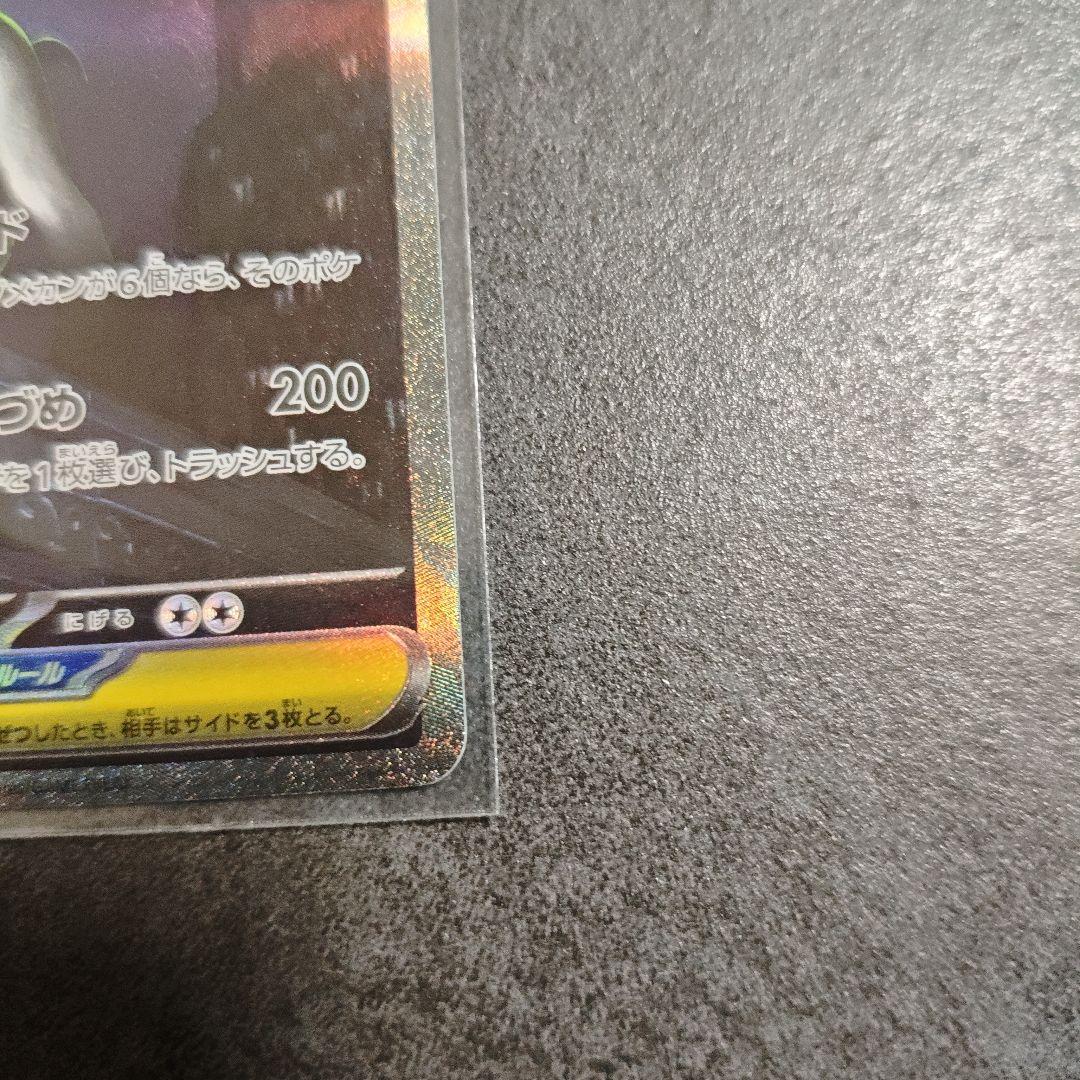 ド
メカンが6個なら、そのポケ
づめ 200
を1枚選び、トラッシュする。
にげる
ルール
ぜつしたとき、相手はサイドを3枚とる。